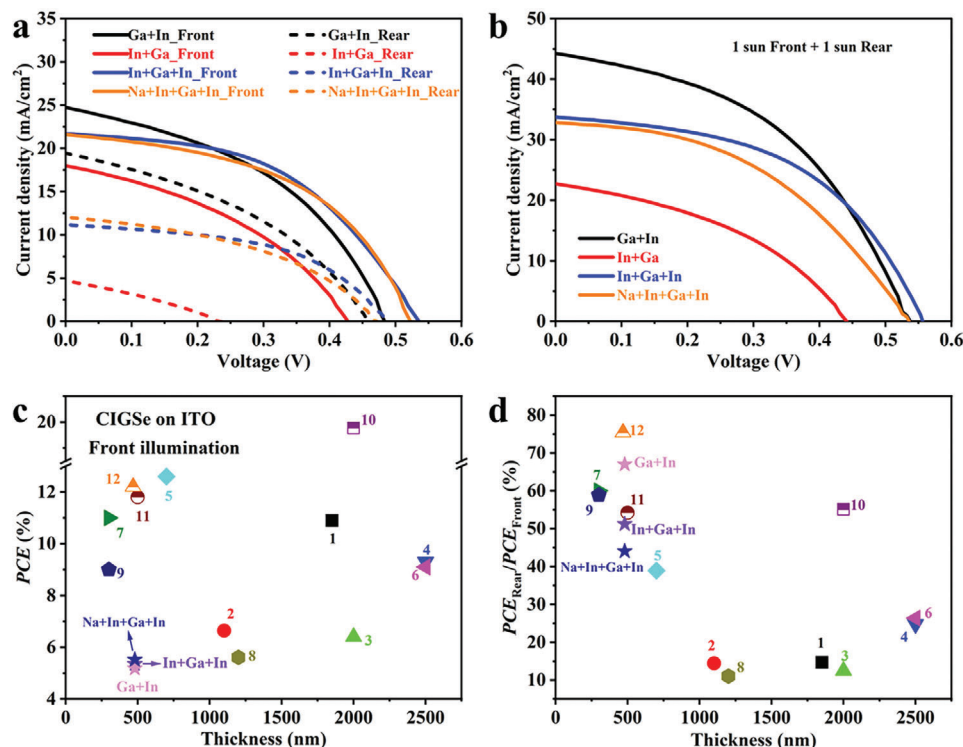 a
35
30
25
20
15
10
5
0
Current density (mA/cm²)
Ga+In_Front
Ga+In_Rear
In+Ga_Front
In+Ga_Rear
In+Ga+In_Front
In+Ga+In_Rear
Na+In+Ga+In_Front
Na+In+Ga+In_Rear
0.0 0.1 0.2 0.3 0.4 0.5 0.6
Voltage (V)
b
50
40
30
20
10
0
Current density (mA/cm²)
1 sun Front + 1 sun Rear
Ga+In
In+Ga
In+Ga+In
Na+In+Ga+In
0.0 0.1 0.2 0.3 0.4 0.5 0.6
Voltage (V)
c
20
12
10
8
6
4
PCE (%)
CIGSe on ITO
Front illumination
10
12
5
11
7
1
9
4
6
2
3
8
Na+In+Ga+In
In+Ga+In
Ga+In
0 500 1000 1500 2000 2500
Thickness (nm)
d
80
70
60
50
40
30
20
10
PCE Rear/PCE Front (%)
12
Ga+In
7
9
11
10
In+Ga+In
Na+In+Ga+In
5
6
4
2
1
3
8
0 500 1000 1500 2000 2500
Thickness (nm)